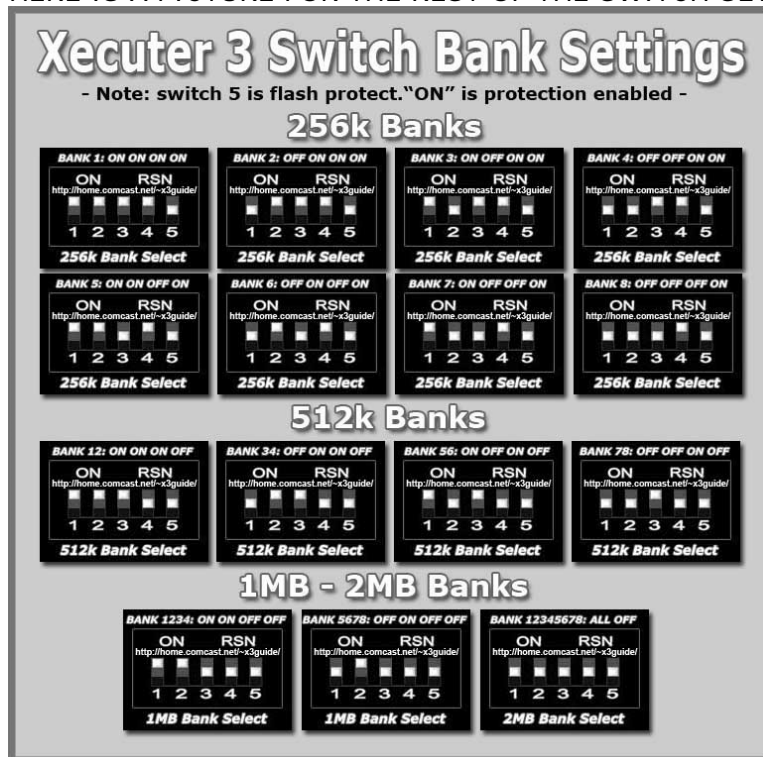 Xecuter 3 Switch Bank Settings
- Note: switch 5 is flash protect.“ON” is protection enabled -
256k Banks
BANK 1: ON ON ON ON
ON RSN
http://home.comcast.net/~x3guide/
1 2 3 4 5
256k Bank Select
BANK 2: OFF ON ON ON
ON RSN
http://home.comcast.net/~x3guide/
1 2 3 4 5
256k Bank Select
BANK 3: ON OFF ON ON
ON RSN
http://home.comcast.net/~x3guide/
1 2 3 4 5
256k Bank Select
BANK 4: OFF OFF ON ON
ON RSN
http://home.comcast.net/~x3guide/
1 2 3 4 5
256k Bank Select
BANK 5: ON ON OFF ON
ON RSN
http://home.comcast.net/~x3guide/
1 2 3 4 5
256k Bank Select
BANK 6: OFF ON OFF ON
ON RSN
http://home.comcast.net/~x3guide/
1 2 3 4 5
256k Bank Select
BANK 7: ON OFF OFF ON
ON RSN
http://home.comcast.net/~x3guide/
1 2 3 4 5
256k Bank Select
BANK 8: OFF OFF OFF ON
ON RSN
http://home.comcast.net/~x3guide/
1 2 3 4 5
256k Bank Select
512k Banks
BANK 12: ON ON ON OFF
ON RSN
http://home.comcast.net/~x3guide/
1 2 3 4 5
512k Bank Select
BANK 34: OFF ON ON OFF
ON RSN
http://home.comcast.net/~x3guide/
1 2 3 4 5
512k Bank Select
BANK 56: ON OFF ON OFF
ON RSN
http://home.comcast.net/~x3guide/
1 2 3 4 5
512k Bank Select
BANK 78: OFF OFF ON OFF
ON RSN
http://home.comcast.net/~x3guide/
1 2 3 4 5
512k Bank Select
1MB - 2MB Banks
BANK 1234: ON ON OFF OFF
ON RSN
http://home.comcast.net/~x3guide/
1 2 3 4 5
1MB Bank Select
BANK 5678: OFF ON OFF OFF
ON RSN
http://home.comcast.net/~x3guide/
1 2 3 4 5
1MB Bank Select
BANK 12345678: ALL OFF
ON RSN
http://home.comcast.net/~x3guide/
1 2 3 4 5
2MB Bank Select